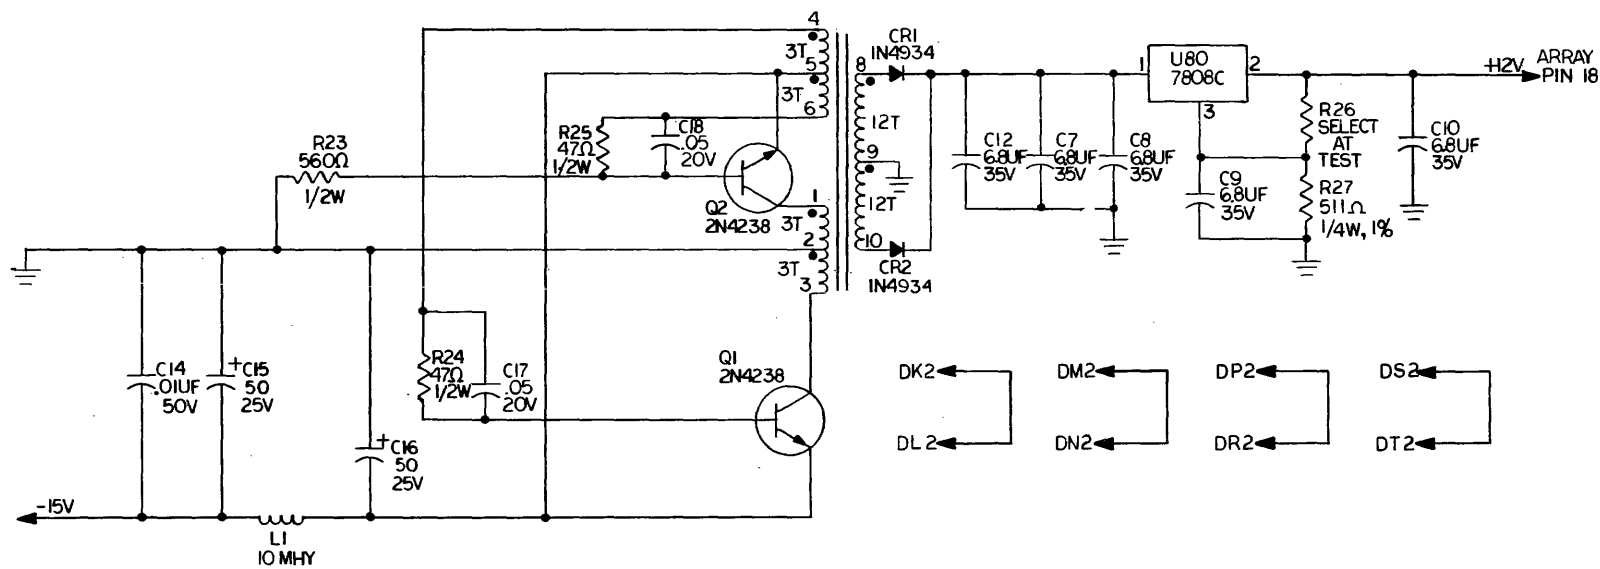 4
3T
5
3T
6
R25
47Ω
1/2W
C18
.05
20V
R23
560Ω
1/2W
Q2
2N4238
1
3T
2
3T
3
8
12T
9
12T
10
CR1
1N4934
CR2
1N4934
C12
6.8UF
35V
C7
6.8UF
35V
C8
6.8UF
35V
1
U80
7808C
2
3
C9
6.8UF
35V
R26
SELECT
AT
TEST
R27
511Ω
1/4W, 1%
C10
6.8UF
35V
+12V
ARRAY
PIN 18
C14
.01UF
50V
+
C15
50
25V
+
C16
50
25V
R24
47Ω
1/2W
C17
.05
20V
Q1
2N4238
-15V
L1
10 MHY
DK2
DL2
DM2
DN2
DP2
DR2
DS2
DT2